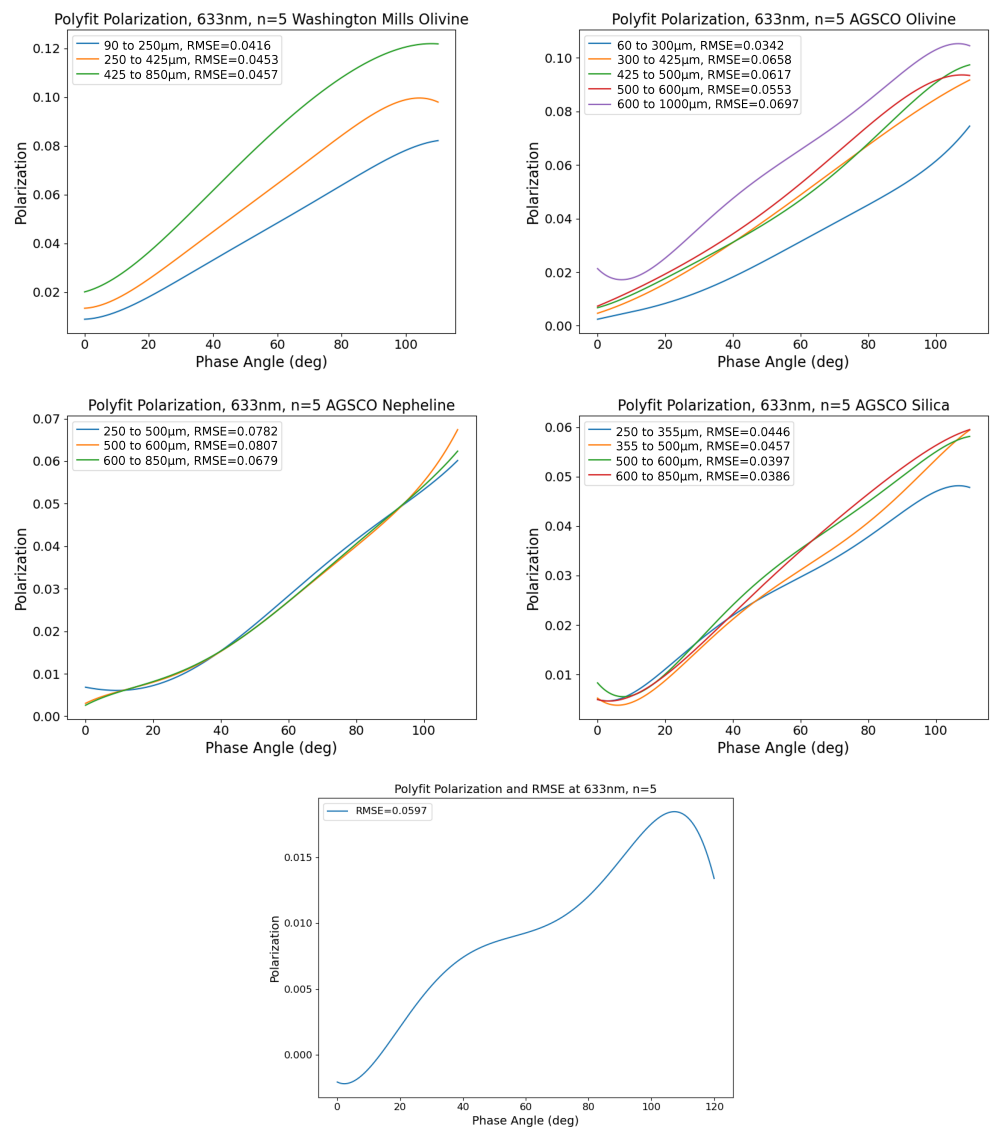 Polyfit Polarization, 633nm, n=5 Washington Mills Olivine
90 to 250μm, RMSE=0.0416
250 to 425μm, RMSE=0.0453
425 to 850μm, RMSE=0.0457
0.12
0.10
0.08
0.06
0.04
0.02
Polarization
0 20 40 60 80 100
Phase Angle (deg)
Polyfit Polarization, 633nm, n=5 AGSCO Olivine
60 to 300μm, RMSE=0.0342
300 to 425μm, RMSE=0.0658
425 to 500μm, RMSE=0.0617
500 to 600μm, RMSE=0.0553
600 to 1000μm, RMSE=0.0697
0.10
0.08
0.06
0.04
0.02
0.00
Polarization
0 20 40 60 80 100
Phase Angle (deg)
Polyfit Polarization, 633nm, n=5 AGSCO Nepheline
250 to 500μm, RMSE=0.0782
500 to 600μm, RMSE=0.0807
600 to 850μm, RMSE=0.0679
0.07
0.06
0.05
0.04
0.03
0.02
0.01
0.00
Polarization
0 20 40 60 80 100
Phase Angle (deg)
Polyfit Polarization, 633nm, n=5 AGSCO Silica
250 to 355μm, RMSE=0.0446
355 to 500μm, RMSE=0.0457
500 to 600μm, RMSE=0.0397
600 to 850μm, RMSE=0.0386
0.06
0.05
0.04
0.03
0.02
0.01
Polarization
0 20 40 60 80 100
Phase Angle (deg)
Polyfit Polarization and RMSE at 633nm, n=5
RMSE=0.0597
0.015
0.010
0.005
0.000
Polarization
0 20 40 60 80 100 120
Phase Angle (deg)